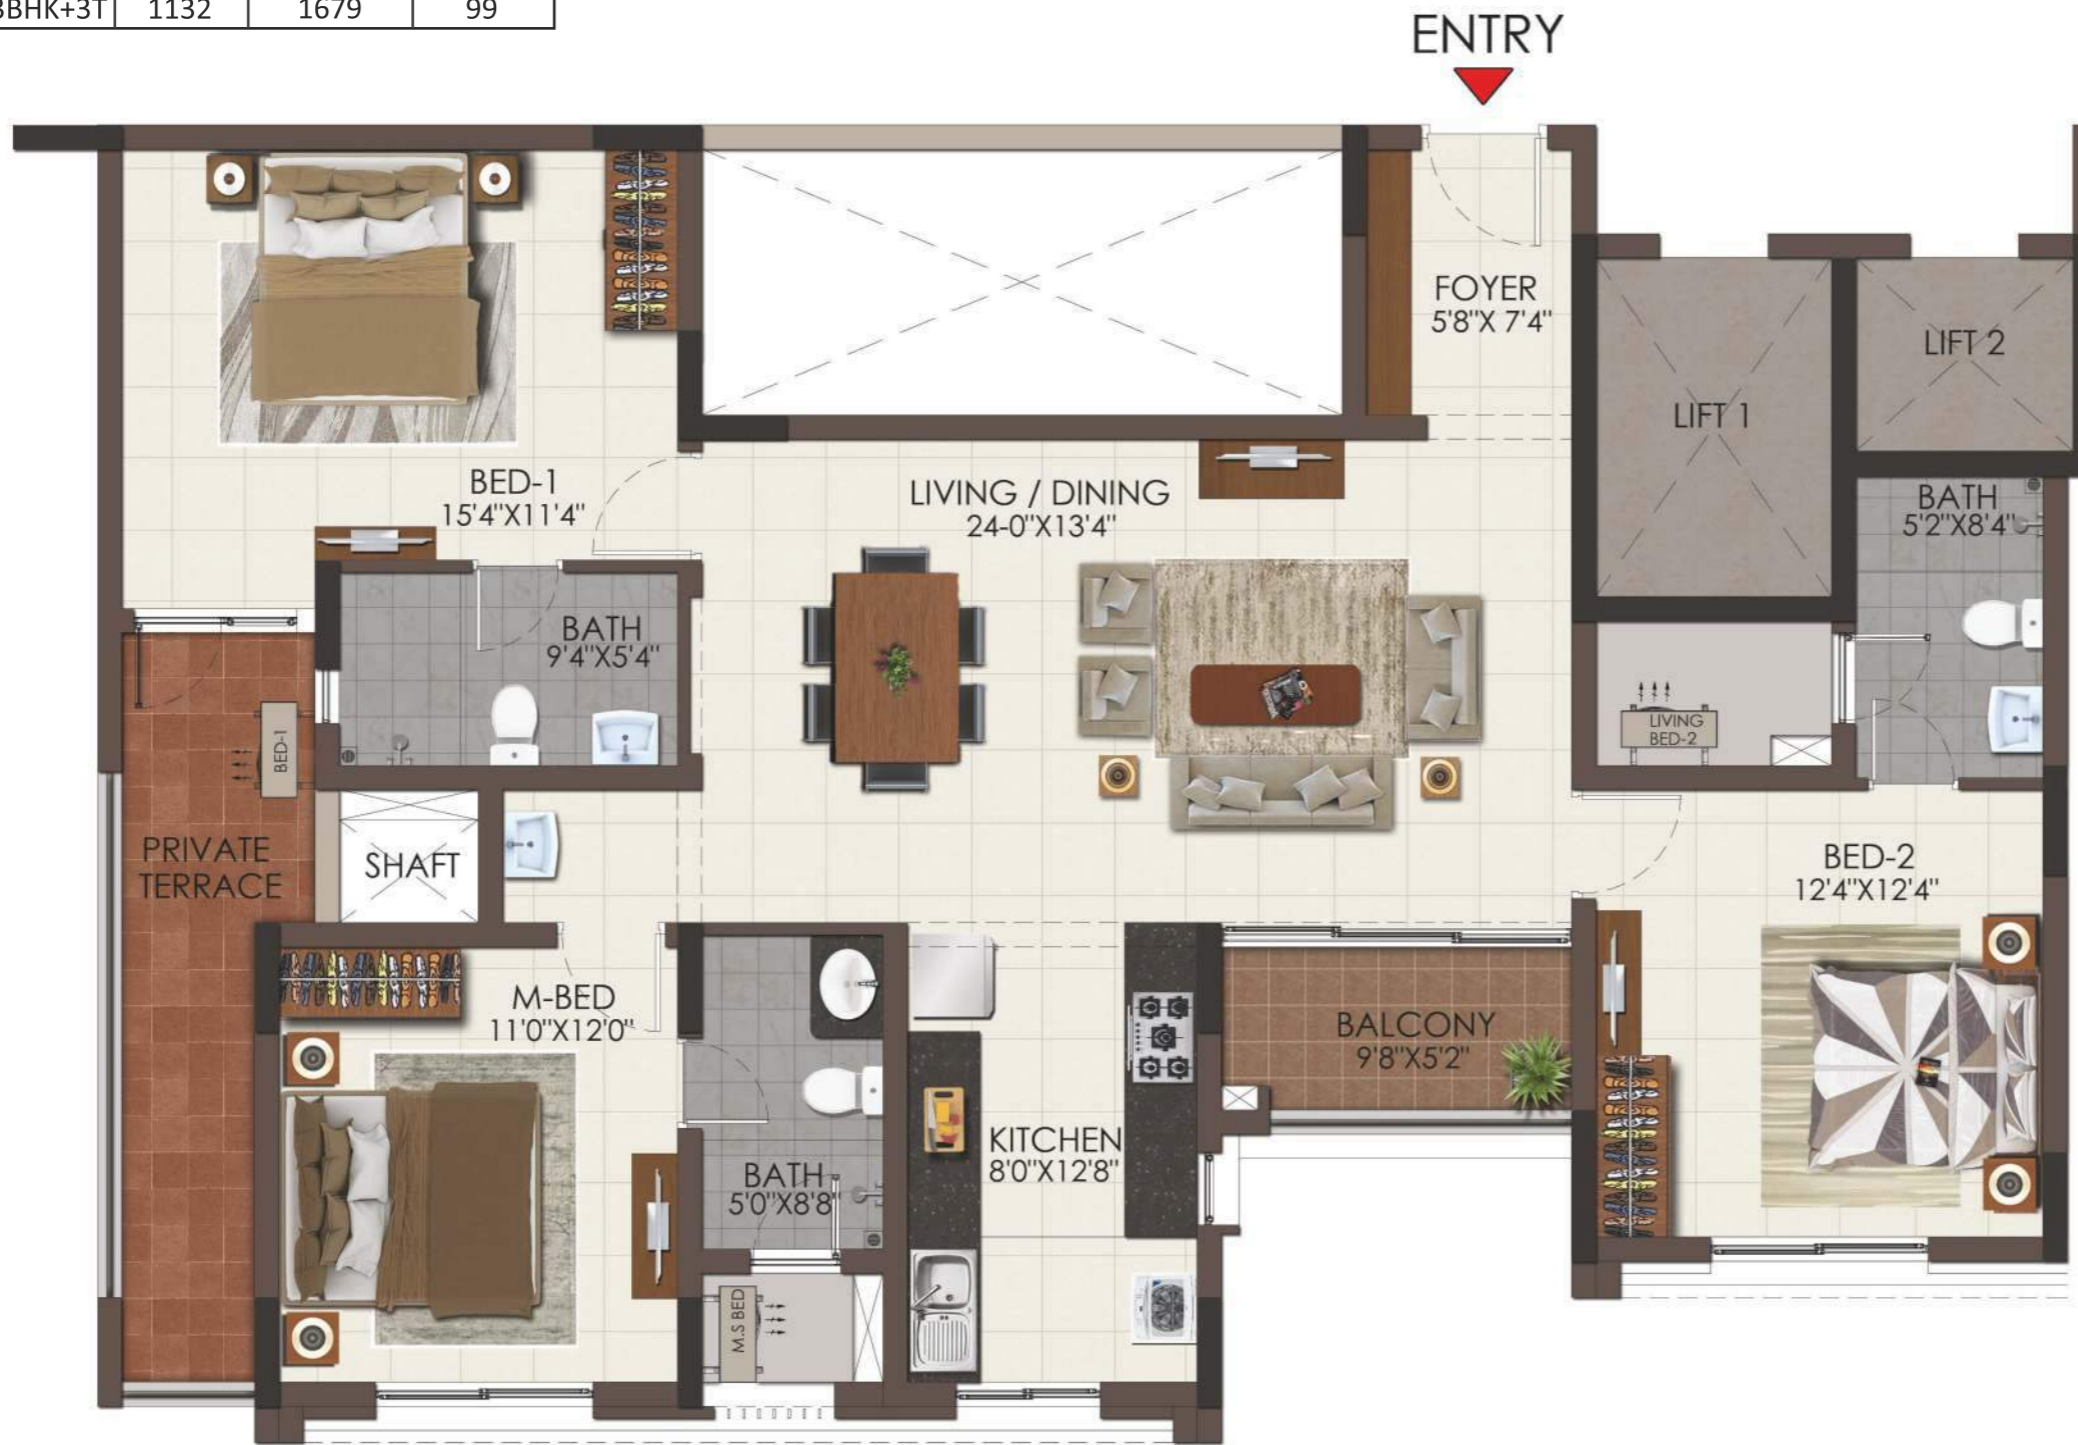 3BHK+3T 1132 1679 99
ENTRY
FOYER
5'8"X 7'4"
LIFT 1
LIFT 2
BED-1
15'4"X11'4"
LIVING / DINING
24-0"X13'4"
BATH
5'2"X8'4"
BATH
9'4"X5'4"
BED-1
LIVING
BED-2
PRIVATE
TERRACE
SHAFT
BED-2
12'4"X12'4"
M-BED
11'0"X12'0"
BALCONY
9'8"X5'2"
KITCHEN
8'0"X12'8"
BATH
5'0"X8'8"
M.S BED